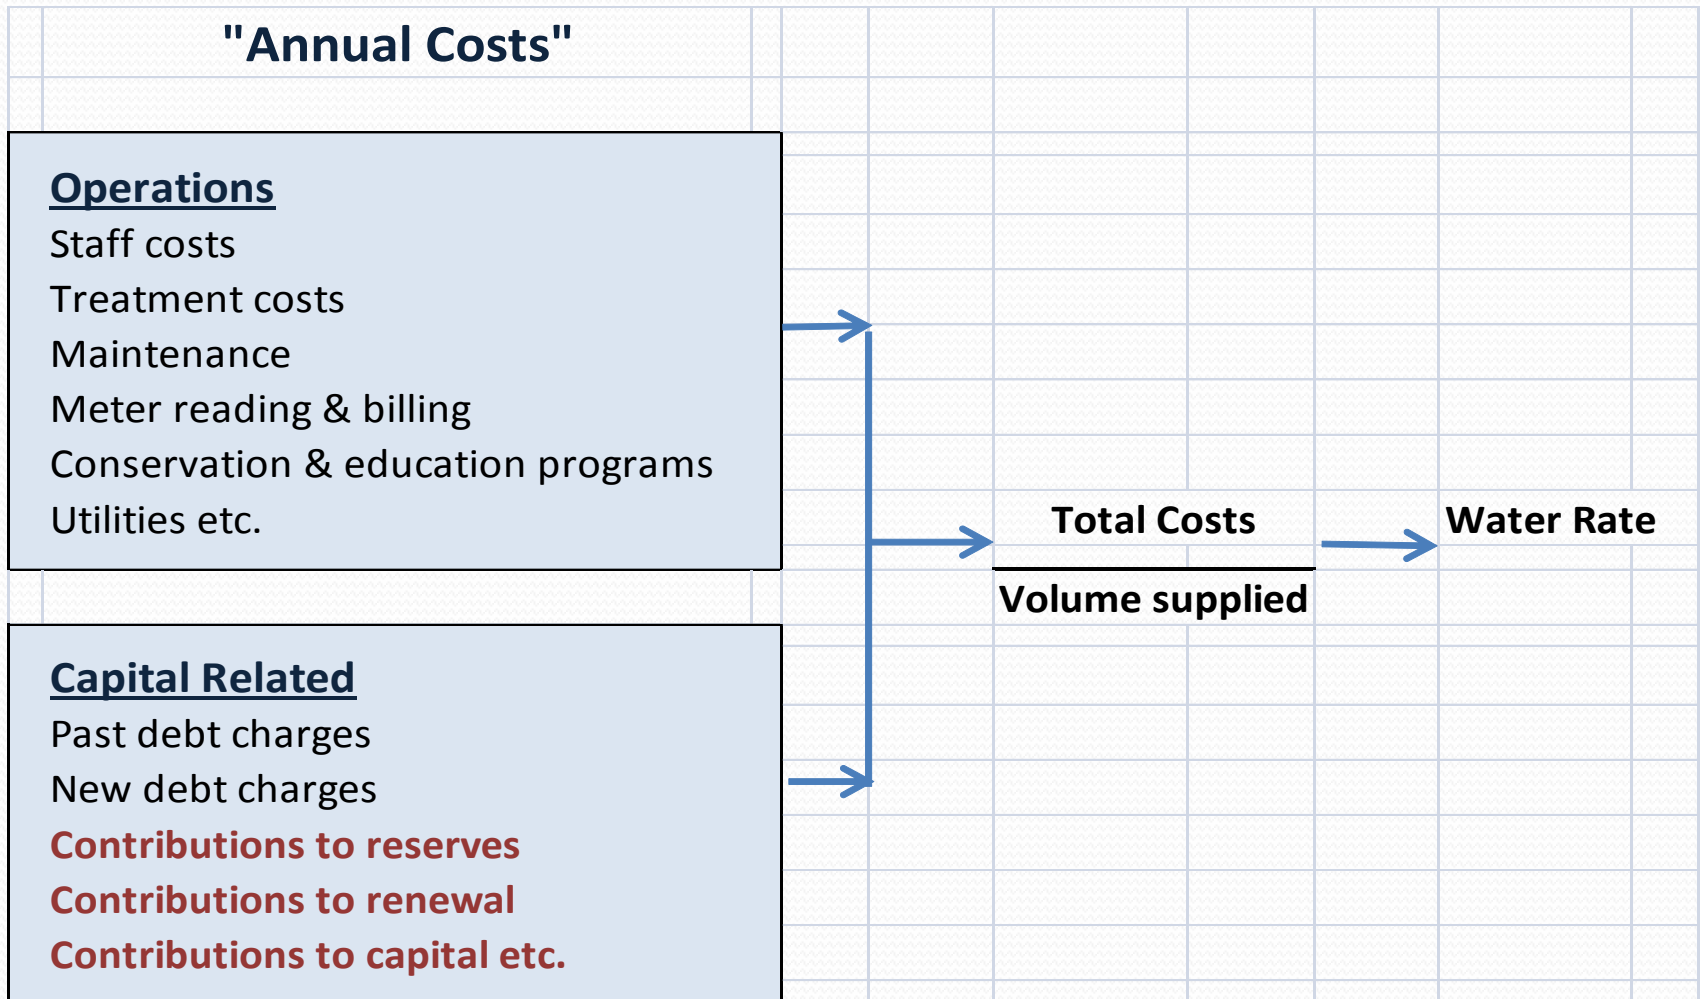 "Annual Costs"
Operations
Staff costs
Treatment costs
Maintenance
Meter reading & billing
Conservation & education programs
Utilities etc.
Capital Related
Past debt charges
New debt charges
Contributions to reserves
Contributions to renewal
Contributions to capital etc.
Total Costs
Volume supplied
Water Rate